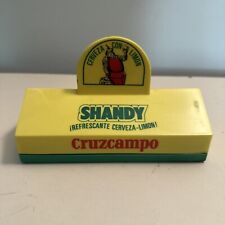 CERVEZA CON LIMON
SHANDY
¡REFRESCANTE CERVEZA-LIMON!
Cruzcampo